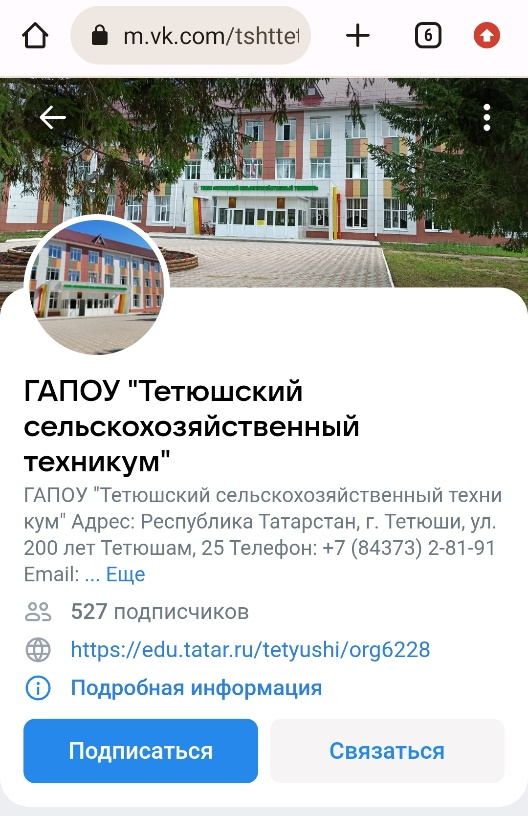 m.vk.com/tshttet
6
ГАПОУ "Тетюшский
сельскохозяйственный
техникум"
ГАПОУ "Тетюшский сельскохозяйственный техни
кум" Адрес: Республика Татарстан, г. Тетюши, ул.
200 лет Тетюшам, 25 Телефон: +7 (84373) 2-81-91
Email: ... Еще
527 подписчиков
https://edu.tatar.ru/tetyushi/org6228
Подробная информация
Подписаться
Связаться